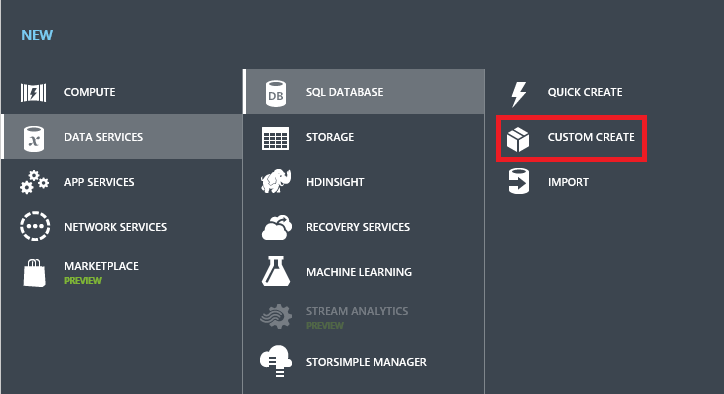 NEW
COMPUTE
DATA SERVICES
APP SERVICES
NETWORK SERVICES
MARKETPLACE
PREVIEW
DB
SQL DATABASE
STORAGE
HDINSIGHT
RECOVERY SERVICES
MACHINE LEARNING
STREAM ANALYTICS
PREVIEW
STORSIMPLE MANAGER
QUICK CREATE
CUSTOM CREATE
IMPORT